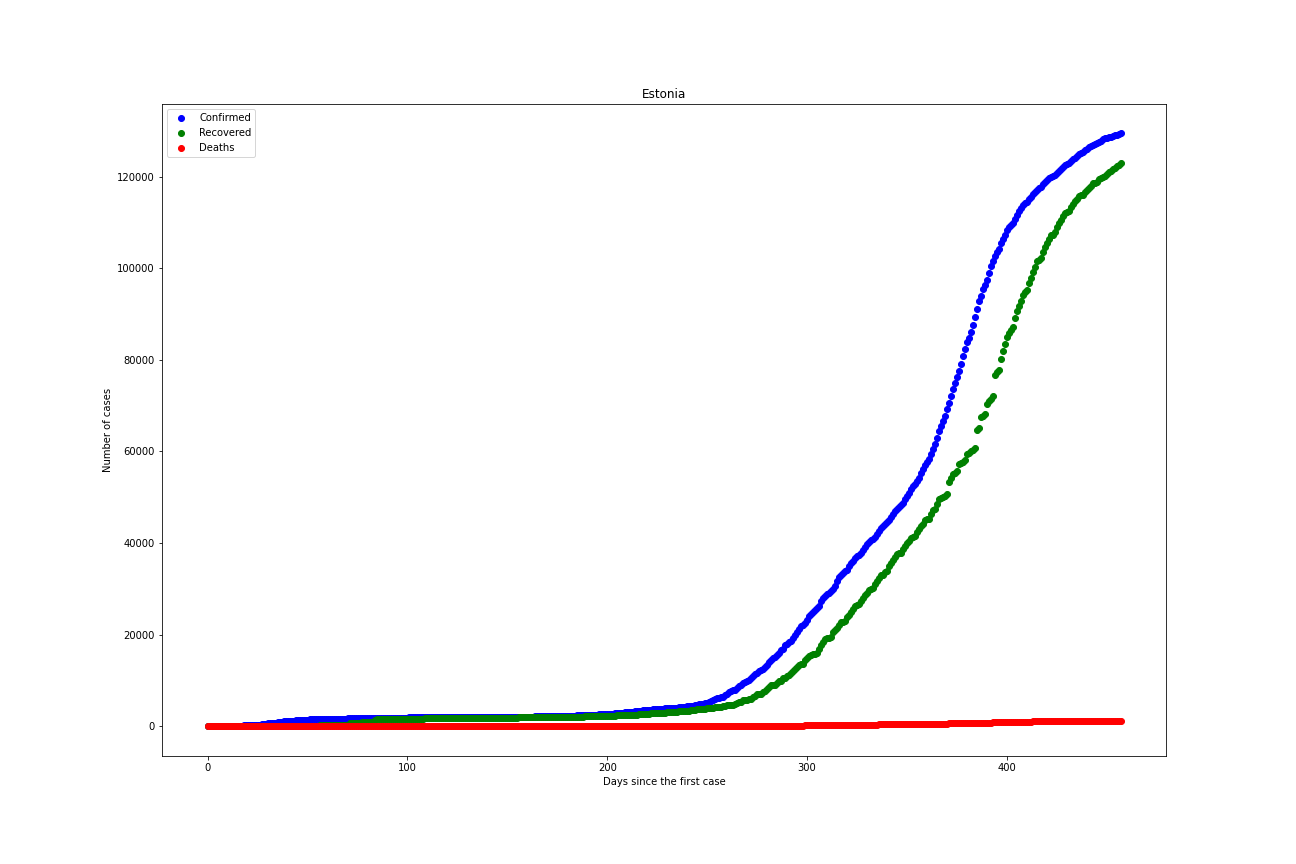 Estonia
Confirmed
Recovered
Deaths
120000
100000
80000
60000
40000
20000
0
Number of cases
0 100 200 300 400
Days since the first case